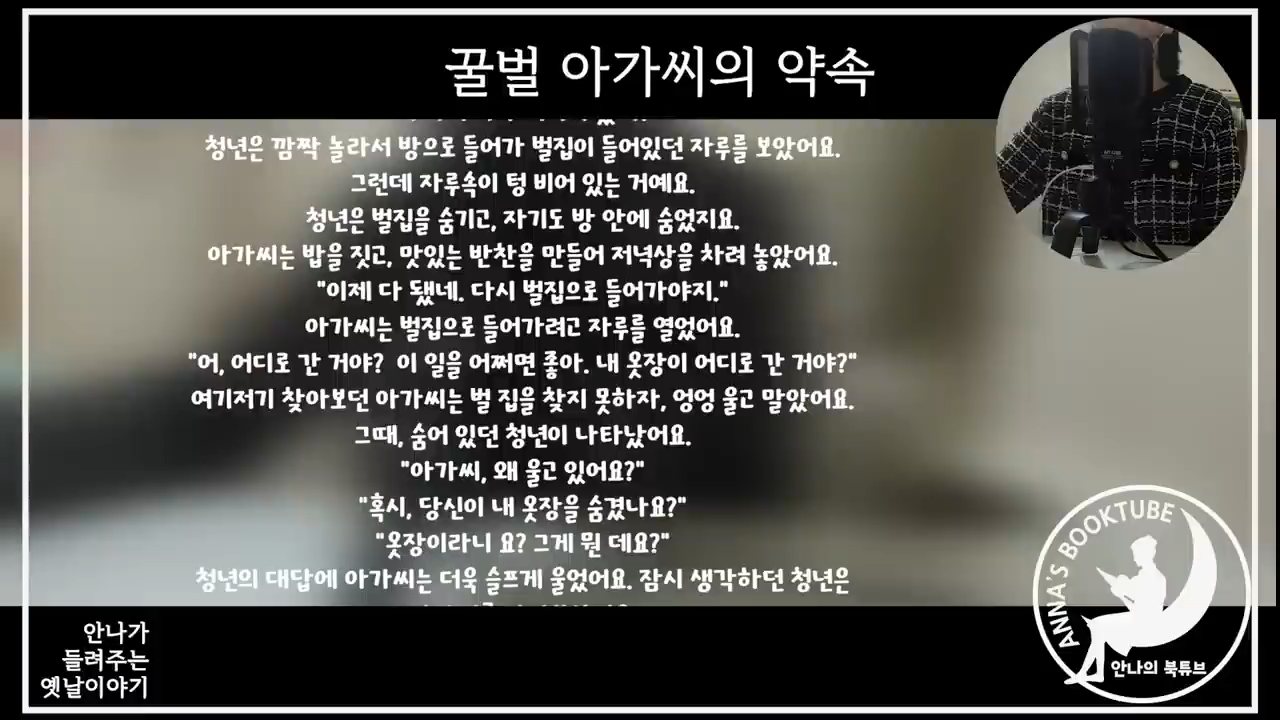 꿀벌 아가씨의 약속
청년은 깜짝 놀라서 방으로 들어가 벌집이 들어있던 자루를 보았어요.
그런데 자루속이 텅 비어 있는 거예요.
청년은 벌집을 숨기고, 자기도 방 안에 숨었지요.
아가씨는 밥을 짓고, 맛있는 반찬을 만들어 저녁상을 차려 놓았어요.
"이제 다 됐네. 다시 벌집으로 들어가야지."
아가씨는 벌집으로 들어가려고 자루를 열었어요.
"어, 어디로 간 거야?  이 일을 어쩌면 좋아. 내 옷장이 어디로 간 거야?"
여기저기 찾아보던 아가씨는 벌 집을 찾지 못하자, 엉엉 울고 말았어요.
그때, 숨어 있던 청년이 나타났어요.
"아가씨, 왜 울고 있어요?"
"혹시, 당신이 내 옷장을 숨겼나요?"
"옷장이라니 요? 그게 뭔 데요?"
청년의 대답에 아가씨는 더욱 슬프게 울었어요. 잠시 생각하던 청년은
안나가
들려주는
옛날이야기
ANNA'S BOOKTUBE
안나의 북튜브